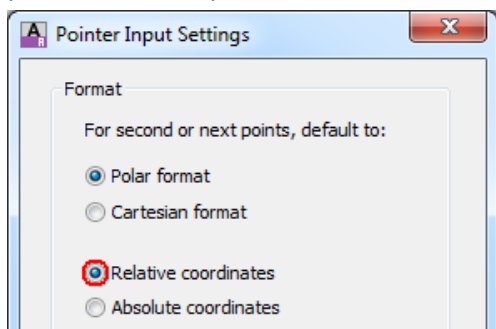 Pointer Input Settings
Format
For second or next points, default to:
Polar format
Cartesian format
Relative coordinates
Absolute coordinates